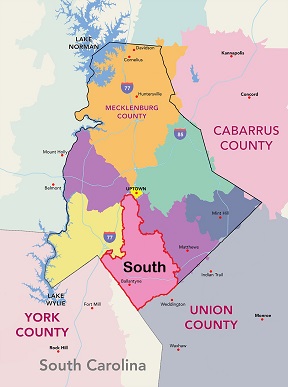 LAKE
NORMAN
Davidson
Cornelius
Kannapolis
77
Huntersville
MECKLENBURG
COUNTY
Concord
85
CABARRUS
COUNTY
Mount Holly
Belmont
UPTOWN
Mint Hill
77
Matthews
South
Indian Trail
Ballantyne
LAKE
WYLIE
Weddington
YORK
COUNTY
Fort Mill
UNION
COUNTY
Monroe
Rock Hill
Waxhaw
South Carolina